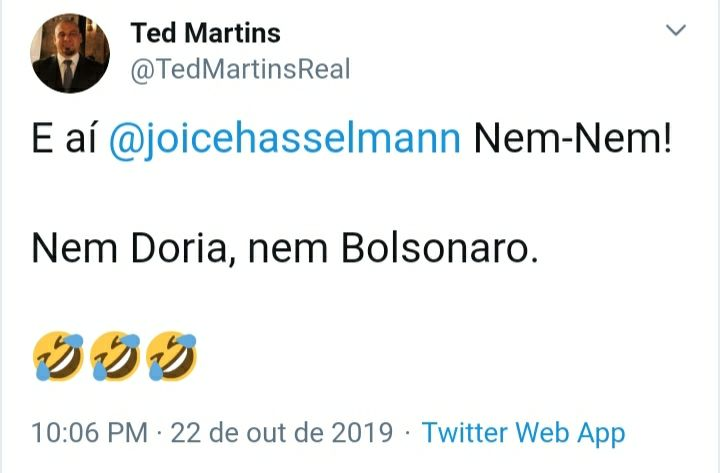 Ted Martins
@TedMartinsReal
E aí @joicehasselmann Nem-Nem!
Nem Doria, nem Bolsonaro.
🤣🤣🤣
10:06 PM · 22 de out de 2019 · Twitter Web App